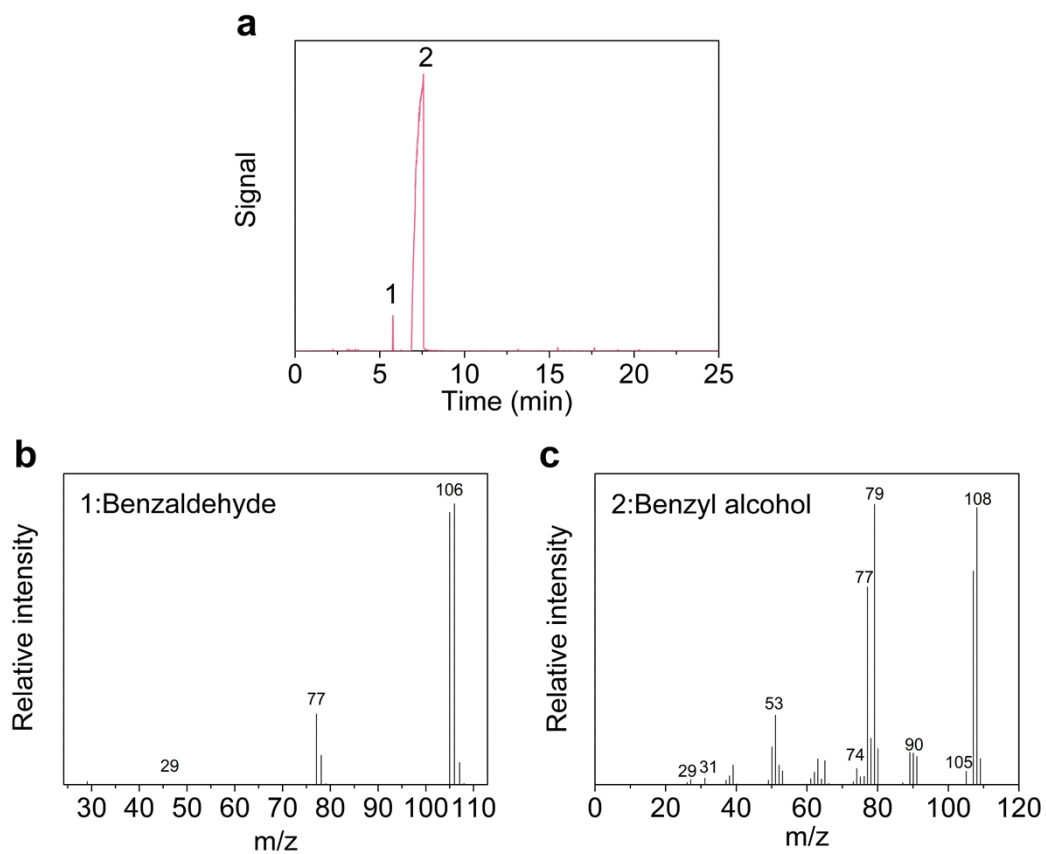 a
2
1
Signal
0 5 10 15 20 25
Time (min)
b
1:Benzaldehyde
106
77
29
Relative intensity
30 40 50 60 70 80 90 100 110
m/z
c
2:Benzyl alcohol
79
108
77
53
74
90
105
29 31
Relative intensity
0 20 40 60 80 100 120
m/z